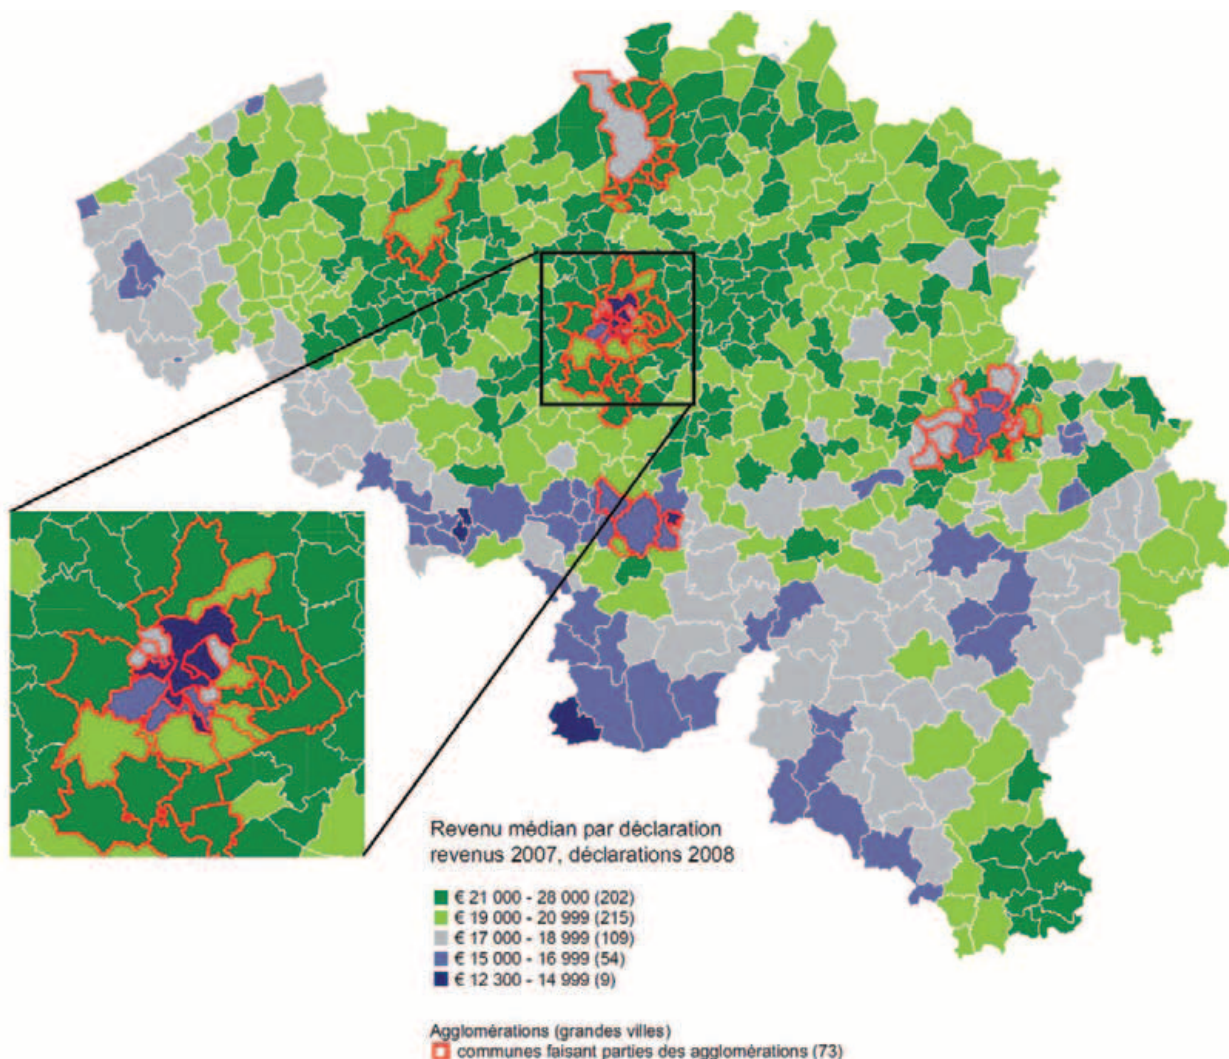 Revenu médian par déclaration
revenus 2007, déclarations 2008
€ 21 000 - 28 000 (202)
€ 19 000 - 20 999 (215)
€ 17 000 - 18 999 (109)
€ 15 000 - 16 999 (54)
€ 12 300 - 14 999 (9)
Agglomérations (grandes villes)
communes faisant parties des agglomérations (73)